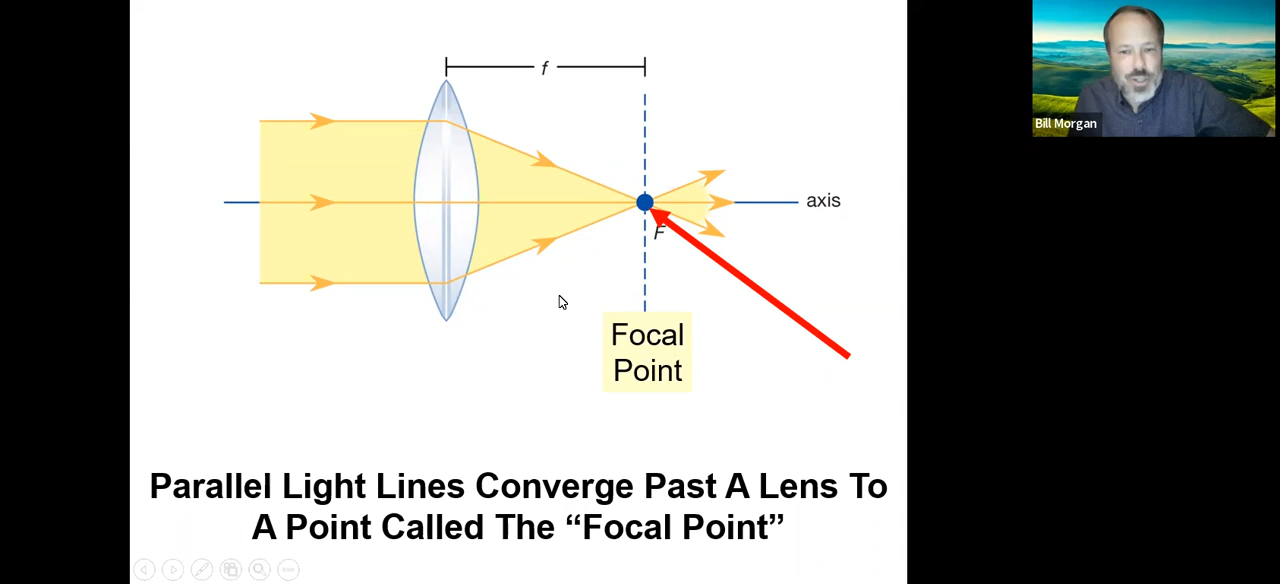 f
Bill Morgan
axis
F
Focal
Point
Parallel Light Lines Converge Past A Lens To
A Point Called The “Focal Point”